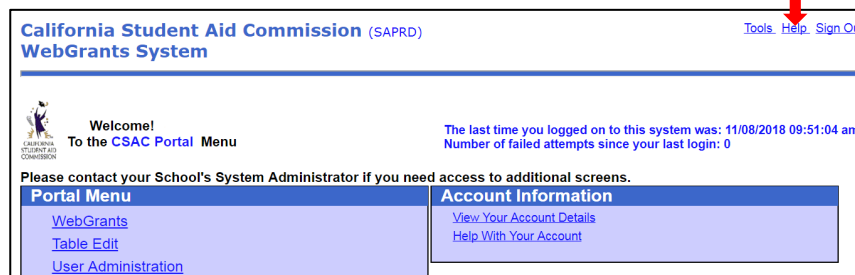 California Student Aid Commission (SAPRD)
WebGrants System
Tools Help Sign Ou
CALIFORNIA
STUDENT AID
COMMISSION
Welcome!
To the CSAC Portal Menu
The last time you logged on to this system was: 11/08/2018 09:51:04 am
Number of failed attempts since your last login: 0
Please contact your School's System Administrator if you need access to additional screens.
Portal Menu
WebGrants
Table Edit
User Administration
Account Information
View Your Account Details
Help With Your Account